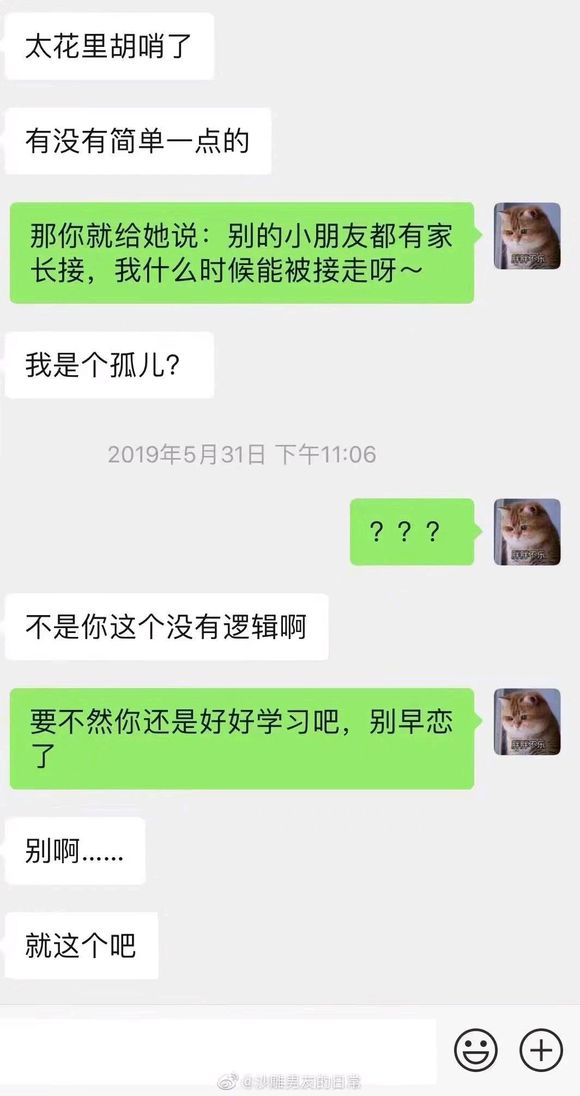 太花里胡哨了
有没有简单一点的
那你就给她说：别的小朋友都有家
长接，我什么时候能被接走呀～
我是个孤儿？
2019年5月31日 下午11:06
？？？
不是你这个没有逻辑啊
要不然你还是好好学习吧，别早恋
了
别啊……
就这个吧
@沙雕男友的日常